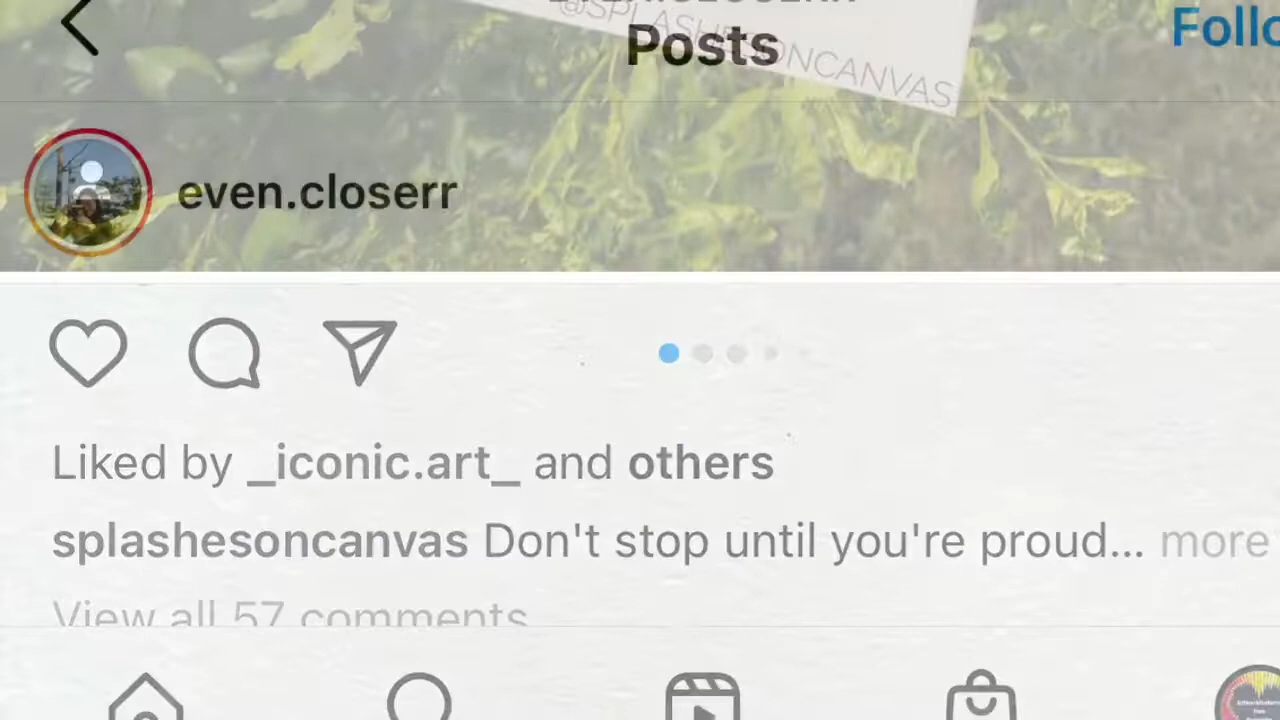 @SPLASHESONCANVAS
Posts
Follo
even.closerr
Liked by _iconic.art_ and others
splashesoncanvas Don't stop until you're proud... more
View all 57 comments